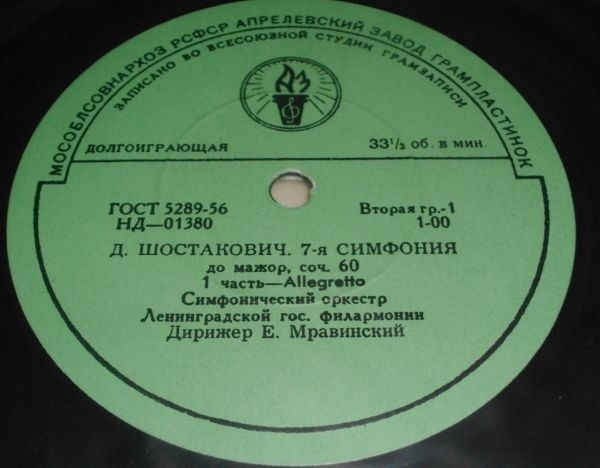 МОСОБЛСОВНАРХОЗ РСФСР АПРЕЛЕВСКИЙ ЗАВОД ГРАМПЛАСТИНОК
ЗАПИСАНО ВО ВСЕСОЮЗНОЙ СТУДИИ ГРАМЗАПИСИ
АЗ
ДОЛГОИГРАЮЩАЯ 33⅓ об. в мин.
ГОСТ 5289-56 Вторая гр.-1
НД—01380 1-00
Д. ШОСТАКОВИЧ. 7-я СИМФОНИЯ
до мажор, соч. 60
1 часть—Allegretto
Симфонический оркестр
Ленинградской гос. филармонии
Дирижер Е. Мравинский